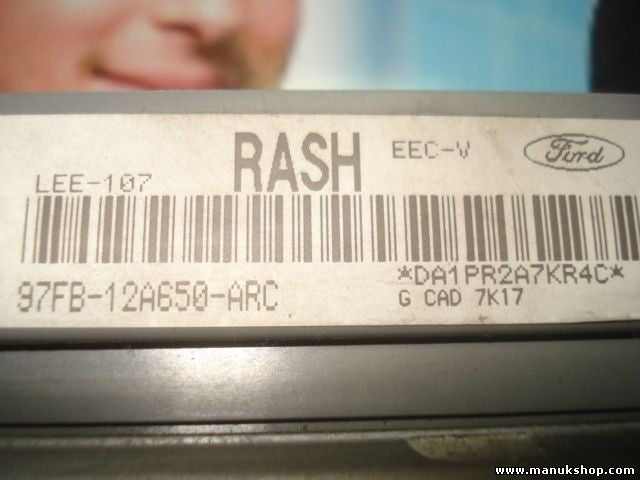 RASH
EEC-V
Ford
LEE-107
97FB-12A650-ARC
*DA1PR2A7KR4C*
G CAD 7K17
www.manukshop.com